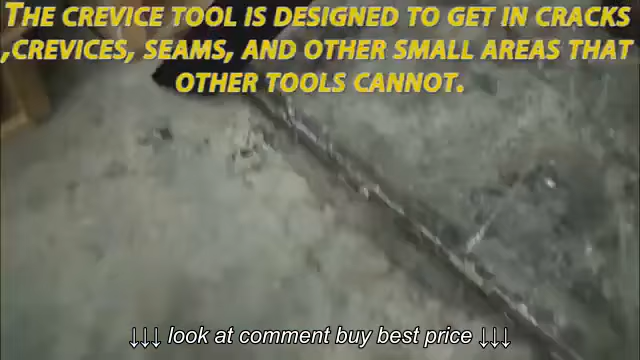 THE CREVICE TOOL IS DESIGNED TO GET IN CRACKS
,CREVICES, SEAMS, AND OTHER SMALL AREAS THAT
OTHER TOOLS CANNOT.
↓↓↓ look at comment buy best price ↓↓↓